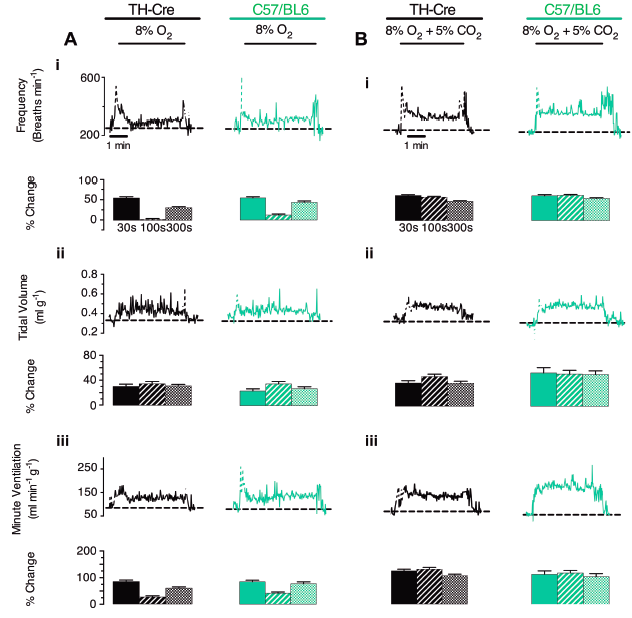 TH-Cre C57/BL6 TH-Cre C57/BL6
A 8% O2 8% O2 B 8% O2 + 5% CO2 8% O2 + 5% CO2
i i
Frequency
(Breaths min-1)
600
200
1 min 1 min
% Change
100
50
0
30s 100s 300s 30s 100s 300s
ii ii
Tidal Volume
(ml g-1)
0.8
0.6
0.4
0.2
% Change
80
40
0
iii iii
Minute Ventilation
(ml min-1 g-1)
250
150
50
% Change
200
100
0